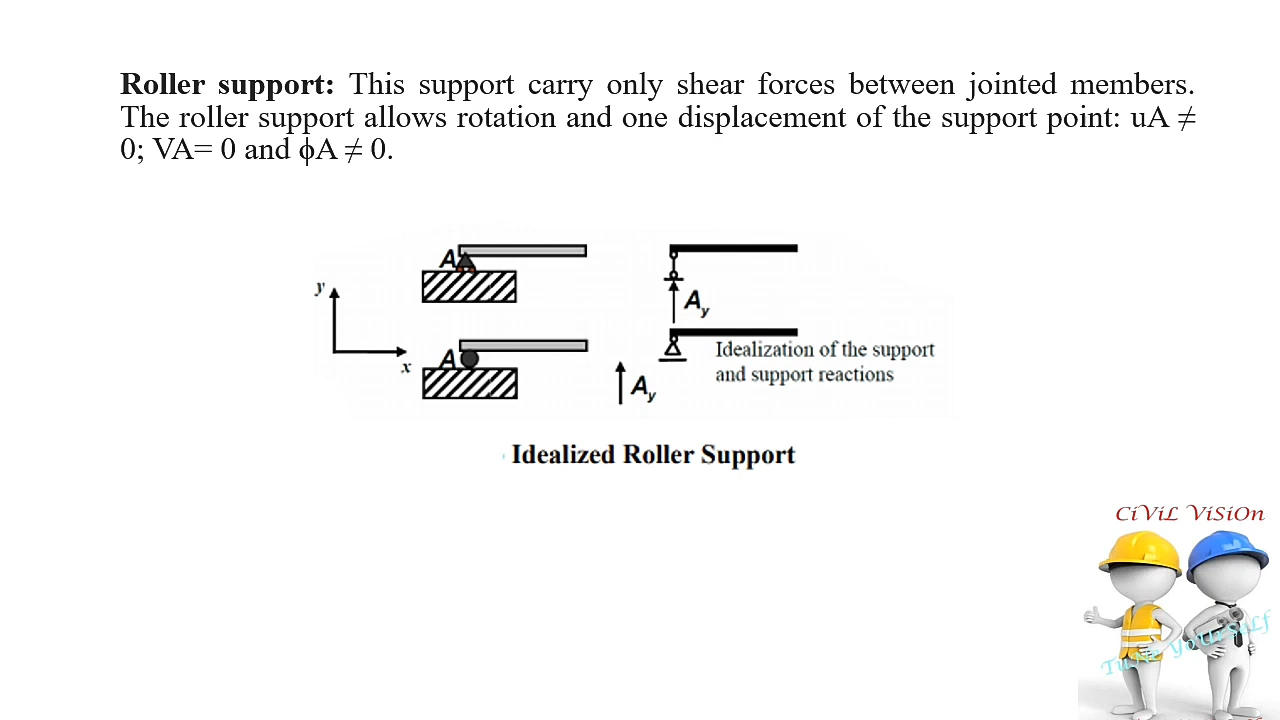 Roller support: This support carry only shear forces between jointed members.
The roller support allows rotation and one displacement of the support point: uA ≠
0; VA= 0 and ϕA ≠ 0.
A
y
Ay
A
x
Idealization of the support
and support reactions
Ay
Idealized Roller Support
CiViL ViSiOn
TuNe YoUrSeLf